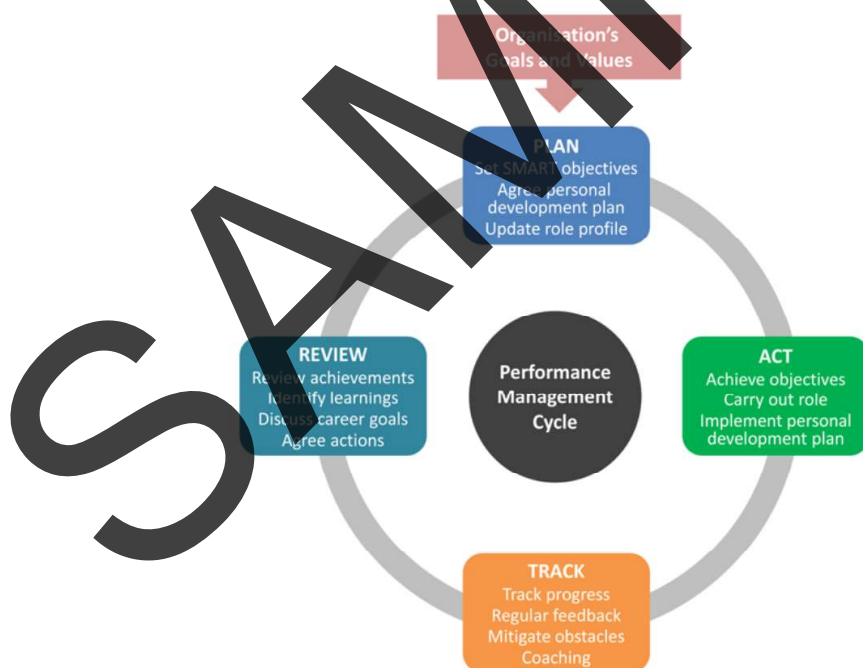 Organisation's
Goals and Values
PLAN
Set SMART objectives
Agree personal
development plan
Update role profile
REVIEW
Review achievements
Identify learnings
Discuss career goals
Agree actions
Performance
Management
Cycle
ACT
Achieve objectives
Carry out role
Implement personal
development plan
TRACK
Track progress
Regular feedback
Mitigate obstacles
Coaching
SAM